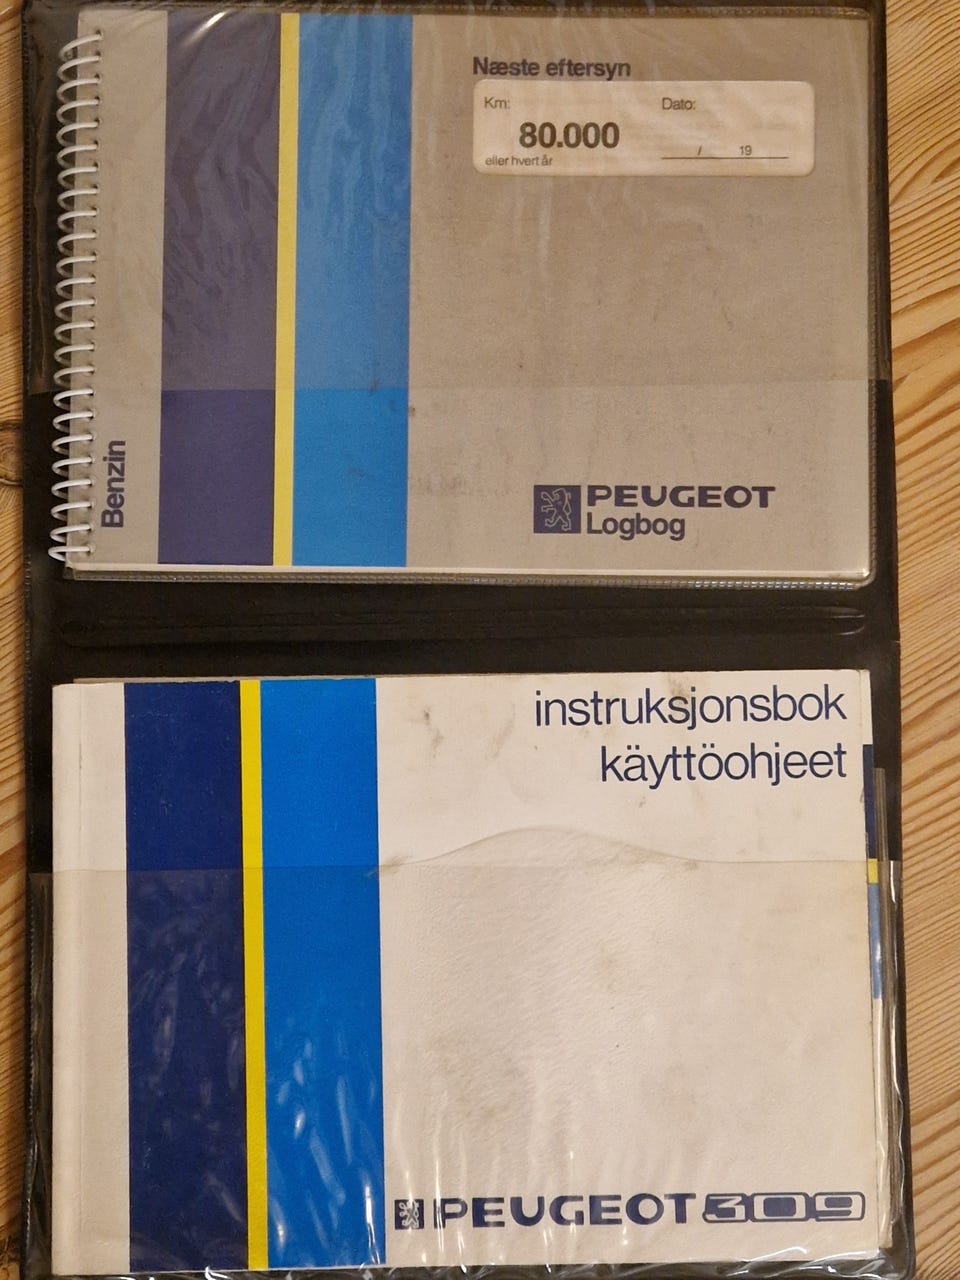 Næste eftersyn
Km: Dato:
80.000
eller hvert år / 19
Benzin
PEUGEOT
Logbog
instruksjonsbok
käyttöohjeet
PEUGEOT 309